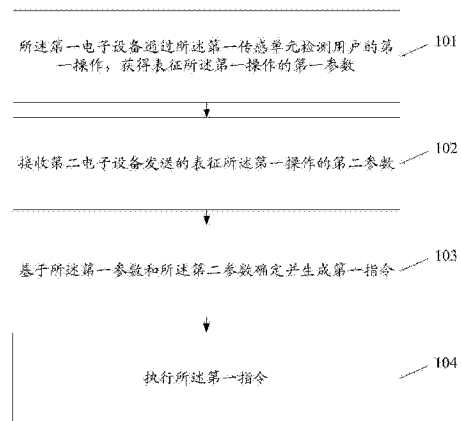 所述第一电子设备通过所述第一传感单元检测用户的第
一操作，获得表征所述第一操作的第一参数
101
接收第二电子设备发送的表征所述第一操作的第二参数
102
基于所述第一参数和所述第二参数确定并生成第一指令
103
执行所述第一指令
104